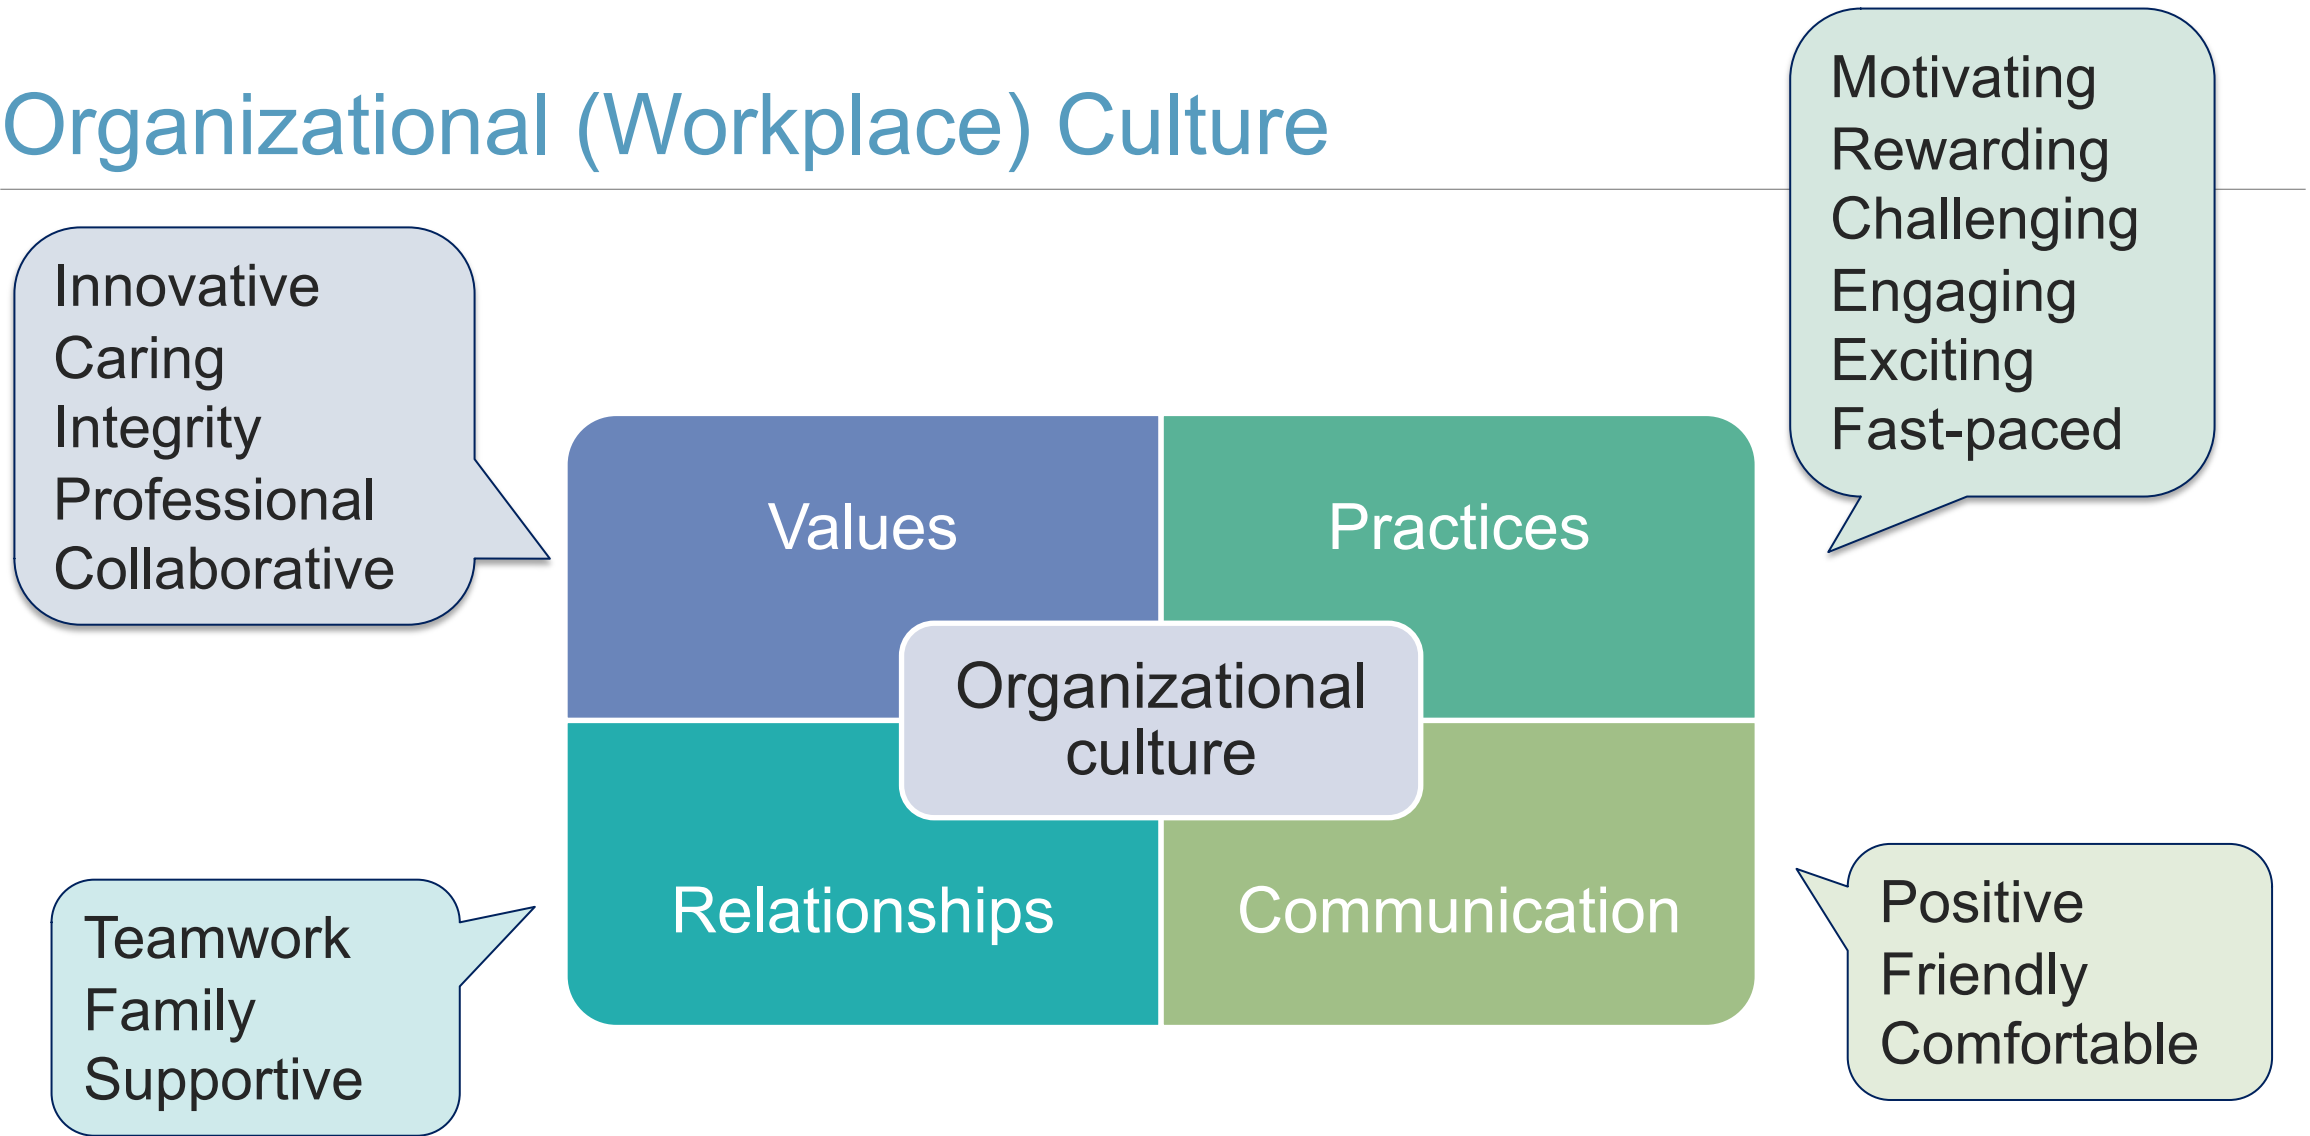 Organizational (Workplace) Culture
Innovative
Caring
Integrity
Professional
Collaborative
Motivating
Rewarding
Challenging
Engaging
Exciting
Fast-paced
Values
Practices
Organizational
culture
Relationships
Communication
Teamwork
Family
Supportive
Positive
Friendly
Comfortable